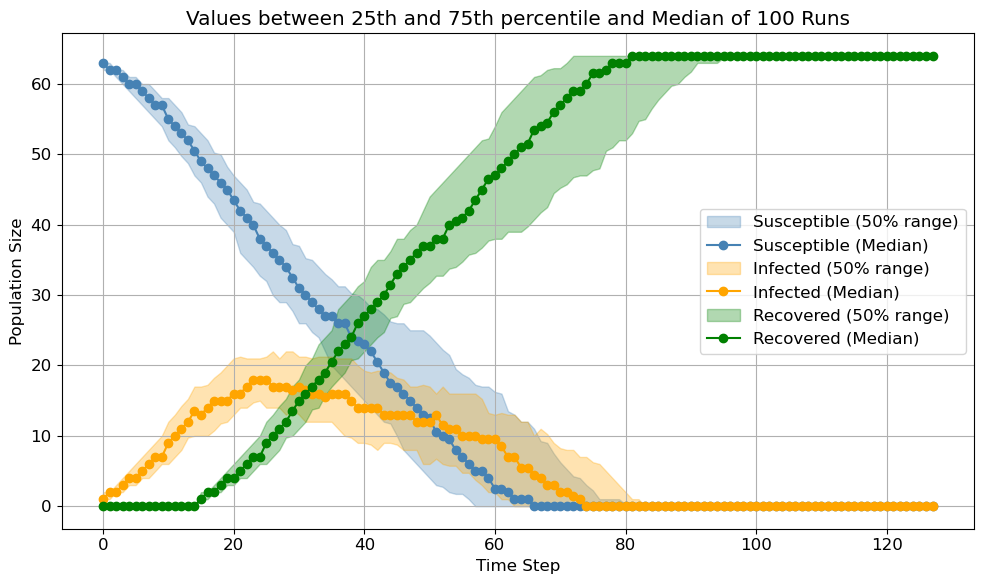 Values between 25th and 75th percentile and Median of 100 Runs
Population Size
60
50
40
30
20
10
0
Susceptible (50% range)
Susceptible (Median)
Infected (50% range)
Infected (Median)
Recovered (50% range)
Recovered (Median)
0 20 40 60 80 100 120
Time Step